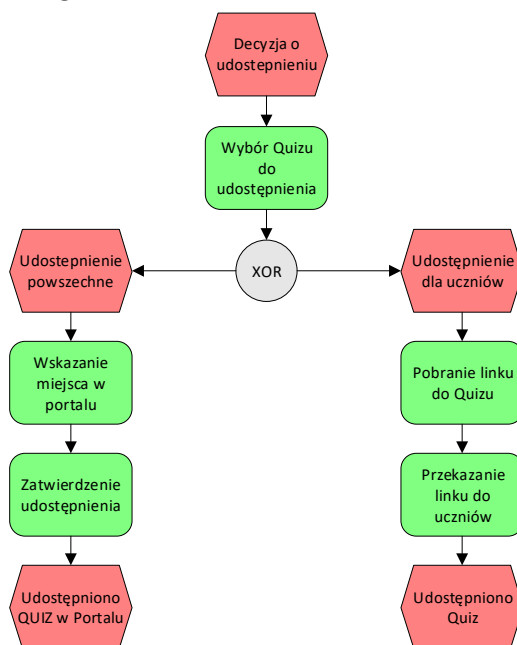 Decyzja o
udostepnieniu
Wybór Quizu
do
udostępnienia
XOR
Udostepnienie
powszechne
Udostępnienie
dla uczniów
Wskazanie
miejsca w
portalu
Pobranie linku
do Quizu
Zatwierdzenie
udostępnienia
Przekazanie
linku do
uczniów
Udostępniono
QUIZ w Portalu
Udostępniono
Quiz